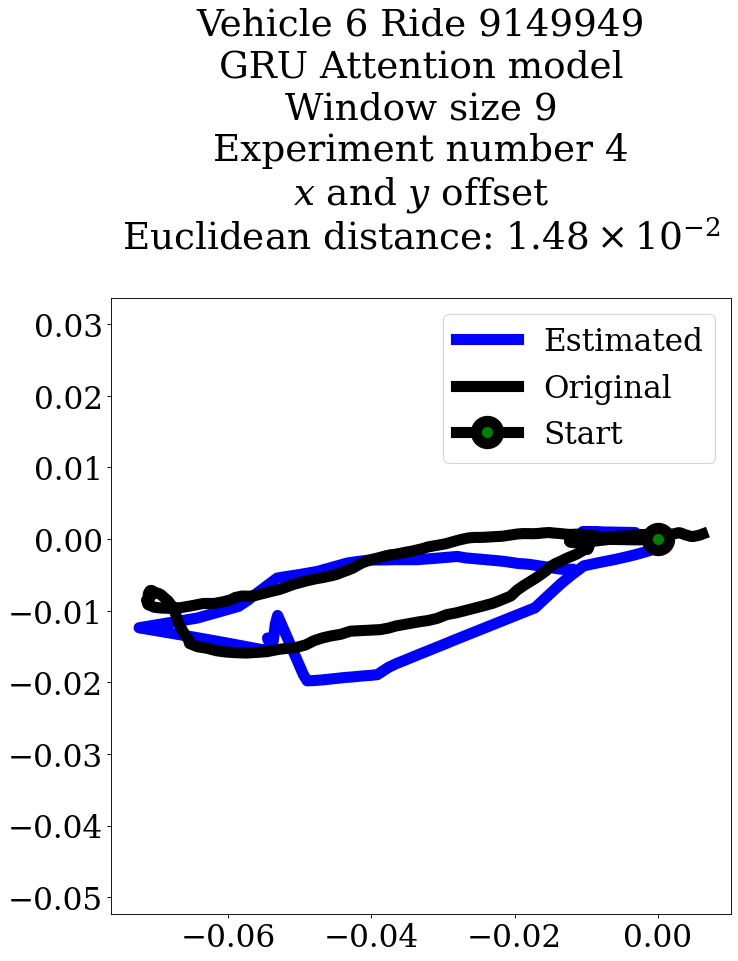 Vehicle 6 Ride 9149949
GRU Attention model
Window size 9
Experiment number 4
x and y offset
Euclidean distance: 1.48 × 10⁻²
Estimated
Original
Start
0.03
0.02
0.01
0.00
−0.01
−0.02
−0.03
−0.04
−0.05
−0.06
−0.04
−0.02
0.00